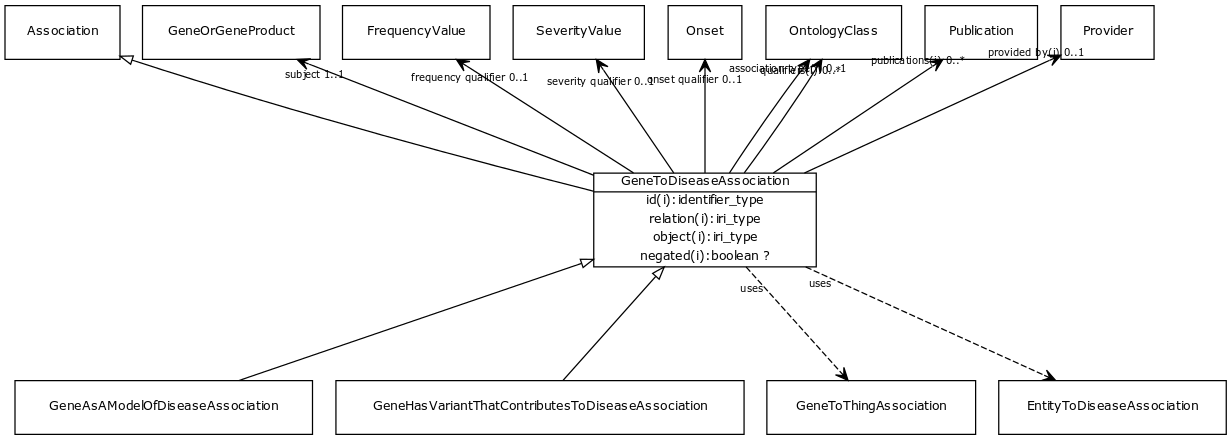 Association
GeneOrGeneProduct
FrequencyValue
SeverityValue
Onset
OntologyClass
Publication
Provider
subject 1..1
frequency qualifier 0..1
severity qualifier 0..1
onset qualifier 0..1
association type(i) 0..1
qualifiers(i) 0..*
publications(i) 0..*
provided by(i) 0..1
GeneToDiseaseAssociation
id(i):identifier_type
relation(i):iri_type
object(i):iri_type
negated(i):boolean ?
uses
uses
GeneAsAModelOfDiseaseAssociation
GeneHasVariantThatContributesToDiseaseAssociation
GeneToThingAssociation
EntityToDiseaseAssociation